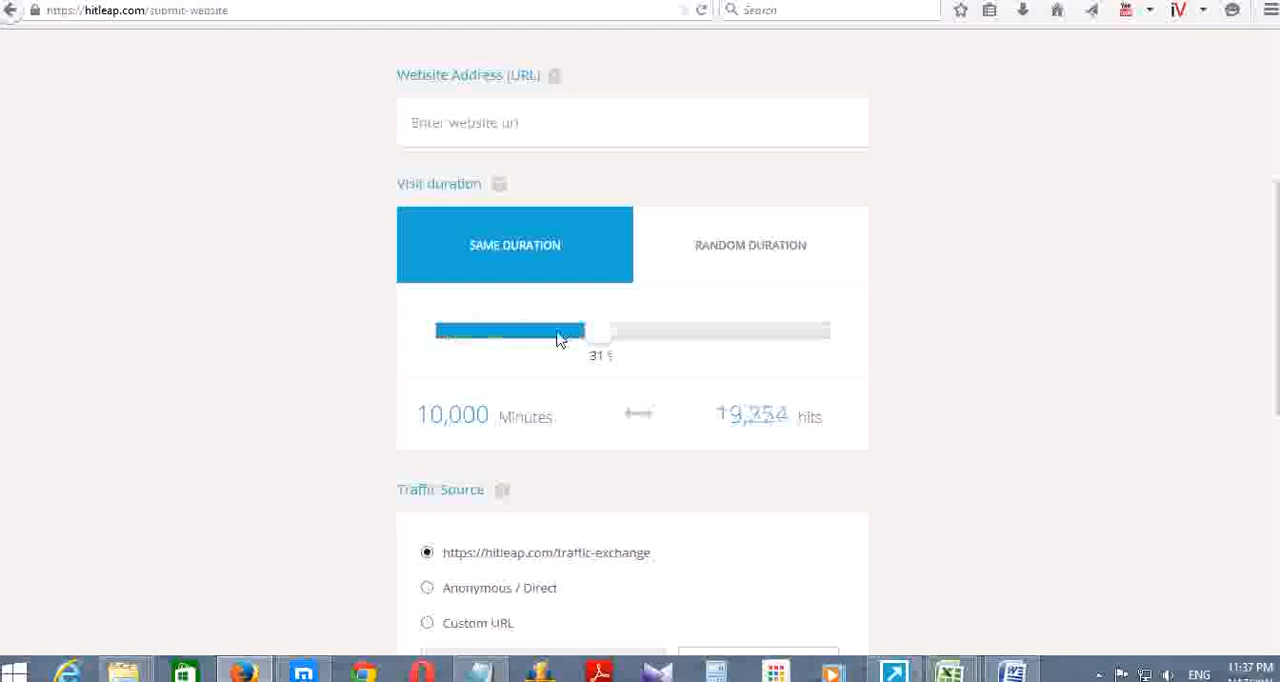 https://hitleap.com/submit-website
Search
Website Address (URL)
Enter website url
Visit duration
SAME DURATION
RANDOM DURATION
31 s
10,000 Minutes
19,354 hits
Traffic Source
https://hitleap.com/traffic-exchange
Anonymous / Direct
Custom URL
ENG
11:37 PM